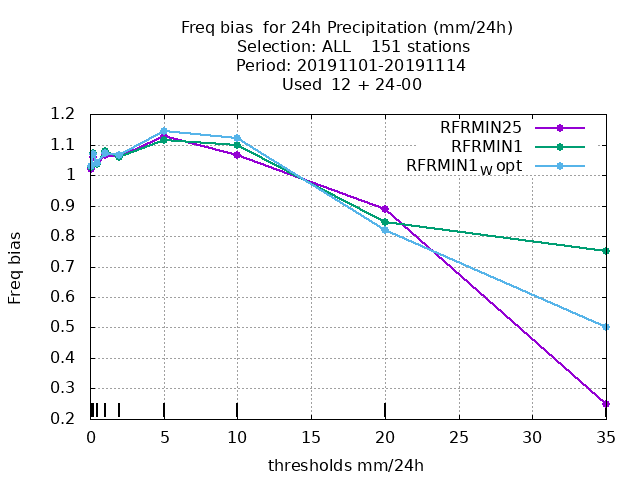 Freq bias  for 24h Precipitation (mm/24h)
Selection: ALL    151 stations
Period: 20191101-20191114
Used  12 + 24-00
RFRMIN25
RFRMIN1
RFRMIN1W opt
1.2
1.1
1
0.9
0.8
0.7
0.6
0.5
0.4
0.3
0.2
Freq bias
0 5 10 15 20 25 30 35
thresholds mm/24h